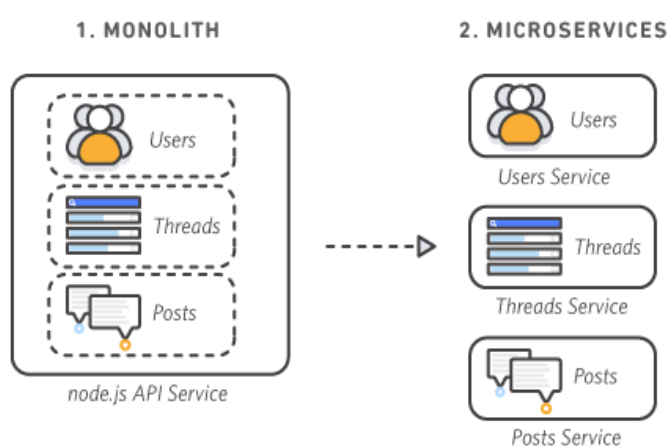 1. MONOLITH
Users
Threads
Posts
node.js API Service
2. MICROSERVICES
Users
Users Service
Threads
Threads Service
Posts
Posts Service